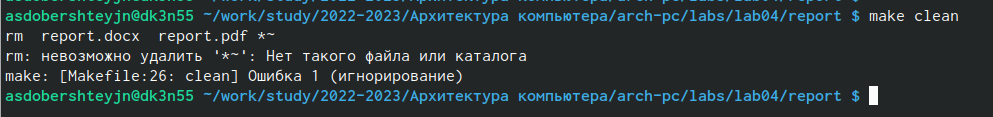 asdobershteyjn@dk3n55 ~/work/study/2022-2023/Архитектура компьютера/arch-pc/labs/lab04/report $ make clean
rm  report.docx  report.pdf *~
rm: невозможно удалить '*~': Нет такого файла или каталога
make: [Makefile:26: clean] Ошибка 1 (игнорирование)
asdobershteyjn@dk3n55 ~/work/study/2022-2023/Архитектура компьютера/arch-pc/labs/lab04/report $